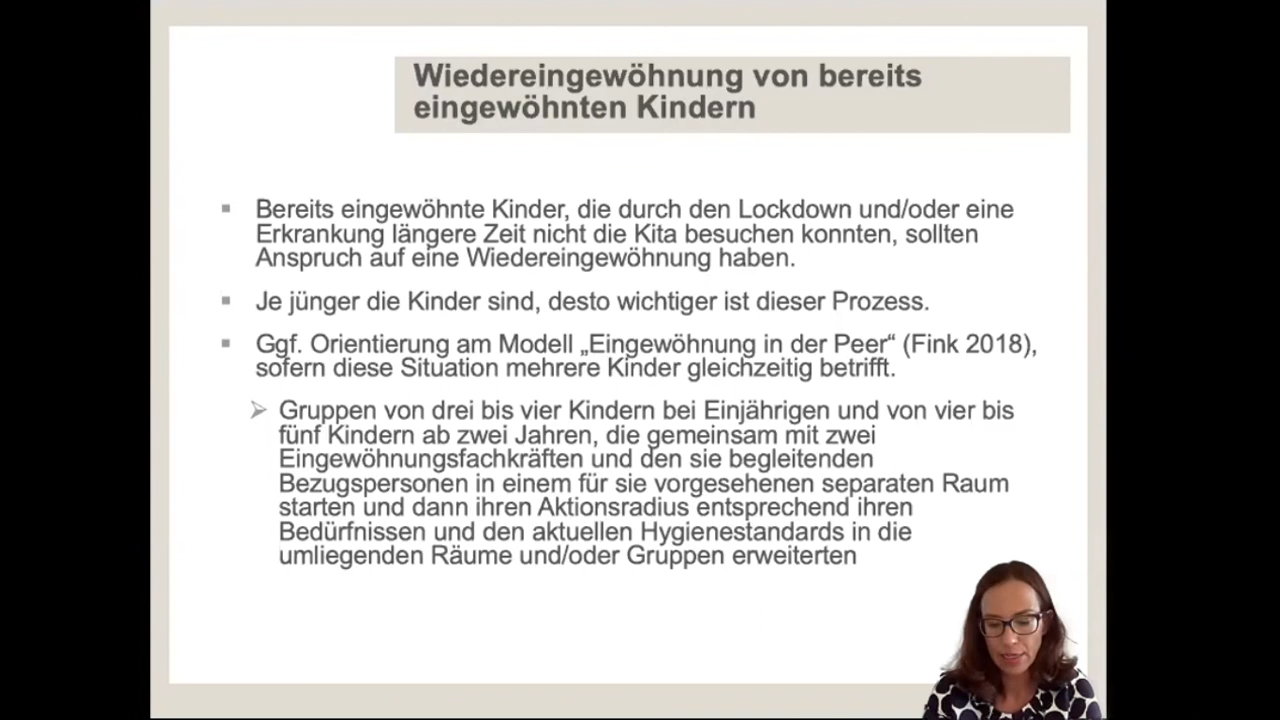 Wiedereingewöhnung von bereits
eingewöhnten Kindern
Bereits eingewöhnte Kinder, die durch den Lockdown und/oder eine
Erkrankung längere Zeit nicht die Kita besuchen konnten, sollten
Anspruch auf eine Wiedereingewöhnung haben.
Je jünger die Kinder sind, desto wichtiger ist dieser Prozess.
Ggf. Orientierung am Modell „Eingewöhnung in der Peer“ (Fink 2018),
sofern diese Situation mehrere Kinder gleichzeitig betrifft.
Gruppen von drei bis vier Kindern bei Einjährigen und von vier bis
fünf Kindern ab zwei Jahren, die gemeinsam mit zwei
Eingewöhnungsfachkräften und den sie begleitenden
Bezugspersonen in einem für sie vorgesehenen separaten Raum
starten und dann ihren Aktionsradius entsprechend ihren
Bedürfnissen und den aktuellen Hygienestandards in die
umliegenden Räume und/oder Gruppen erweiterten